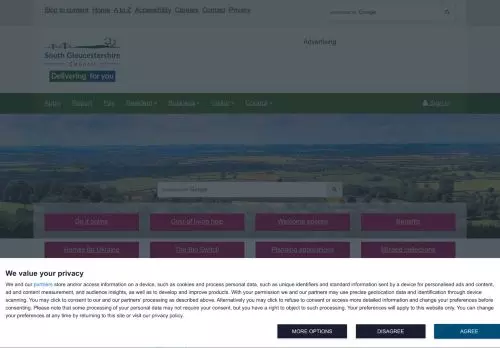 Skip to content Home A to Z Accessibility Careers Contact Privacy
Google
Advertising
South Gloucestershire
Council
Delivering for you
Apply Report Pay Resident Business Visitor Council Sign In
Google
Do it online Cost of living help Welcome spaces Benefits
Homes for Ukraine Planning applications Missed collections
We value your privacy
We and our partners store and/or access information on a device, such as cookies and process personal data, such as unique identifiers and standard information sent by a device for personalised ads and content,
ad and content measurement, and audience insights, as well as to develop and improve products. With your permission we and our partners may use precise geolocation data and identification through device
scanning. You may click to consent to our and our partners' processing as described above. Alternatively you may click to refuse to consent or access more detailed information and change your preferences before
consenting. Please note that some processing of your personal data may not require your consent, but you have a right to object to such processing. Your preferences will apply to this website only. You can change
your preferences at any time by returning to this site or visit our privacy policy.
MORE OPTIONS DISAGREE AGREE